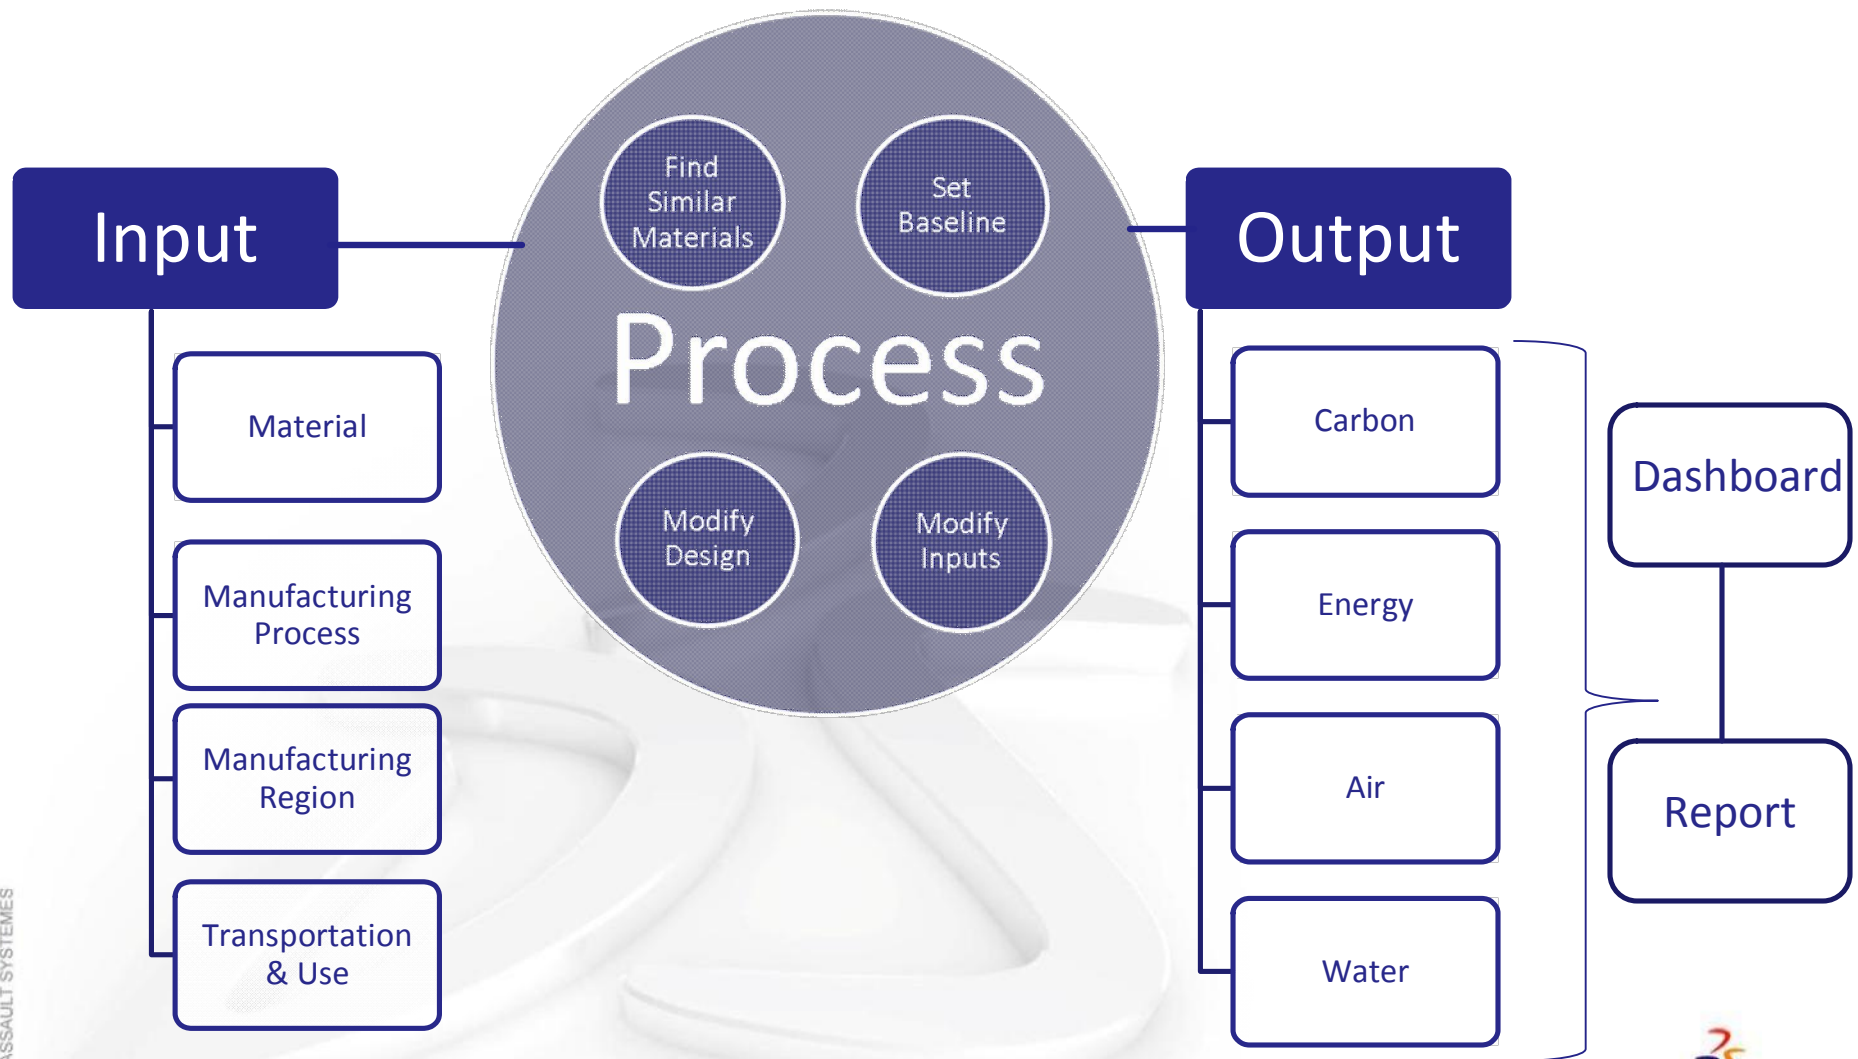 Input
Material
Manufacturing
Process
Manufacturing
Region
Transportation
& Use
Find
Similar
Materials
Set
Baseline
Process
Modify
Design
Modify
Inputs
Output
Carbon
Energy
Air
Water
Dashboard
Report
SYSTEMES